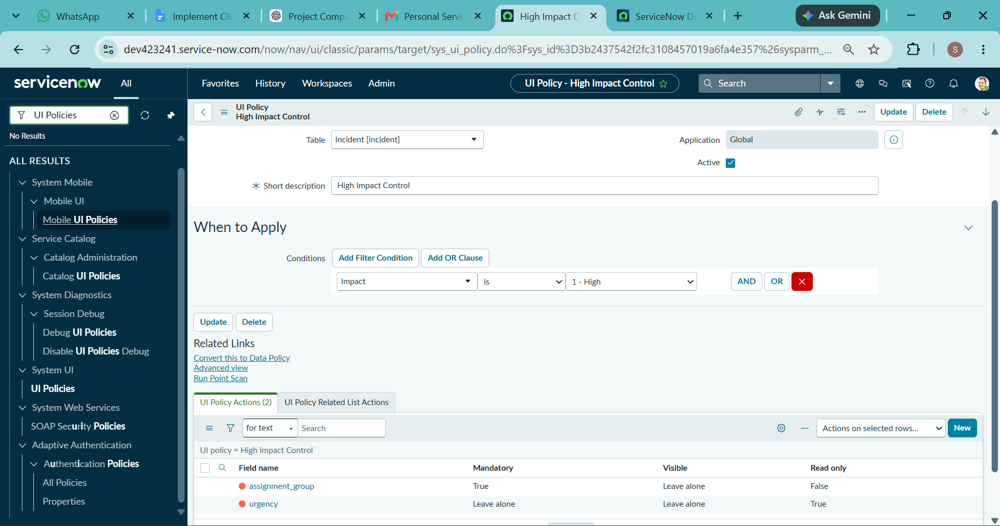 WhatsApp
Implement Clie
Project Compa
Personal Servic
High Impact C
ServiceNow De
Ask Gemini
dev423241.service-now.com/now/nav/ui/classic/params/target/sys_ui_policy.do%3Fsys_id%3D3b2437542f2fc3108457019a6fa4e357%26sysparm_...
S
servicenow
All
Favorites
History
Workspaces
Admin
UI Policy - High Impact Control
Search
UI Policies
No Results
ALL RESULTS
System Mobile
Mobile UI
Mobile UI Policies
Service Catalog
Catalog Administration
Catalog UI Policies
System Diagnostics
Session Debug
Debug UI Policies
Disable UI Policies Debug
System UI
UI Policies
System Web Services
SOAP Security Policies
Adaptive Authentication
Authentication Policies
All Policies
Properties
UI Policy
High Impact Control
Update
Delete
Table
Incident [incident]
Application
Global
Active
Short description
High Impact Control
When to Apply
Conditions
Add Filter Condition
Add OR Clause
Impact
is
1 - High
AND
OR
Update
Delete
Related Links
Convert this to Data Policy
Advanced view
Run Point Scan
UI Policy Actions (2)
UI Policy Related List Actions
for text
Search
Actions on selected rows...
New
UI policy = High Impact Control
Field name Mandatory Visible Read only
assignment_group True Leave alone False
urgency Leave alone Leave alone True